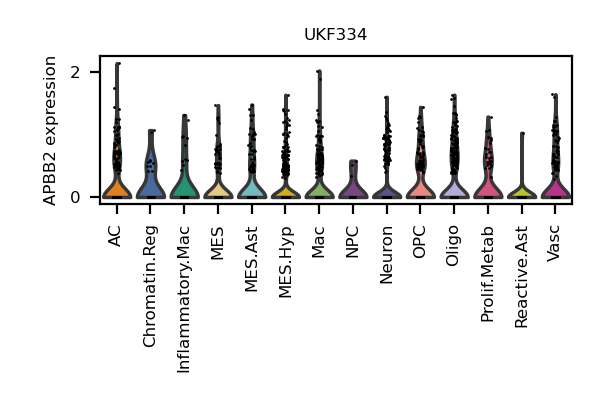 UKF334
APBB2 expression
2
0
AC
Chromatin.Reg
Inflammatory.Mac
MES
MES.Ast
MES.Hyp
Mac
NPC
Neuron
OPC
Oligo
Prolif.Metab
Reactive.Ast
Vasc